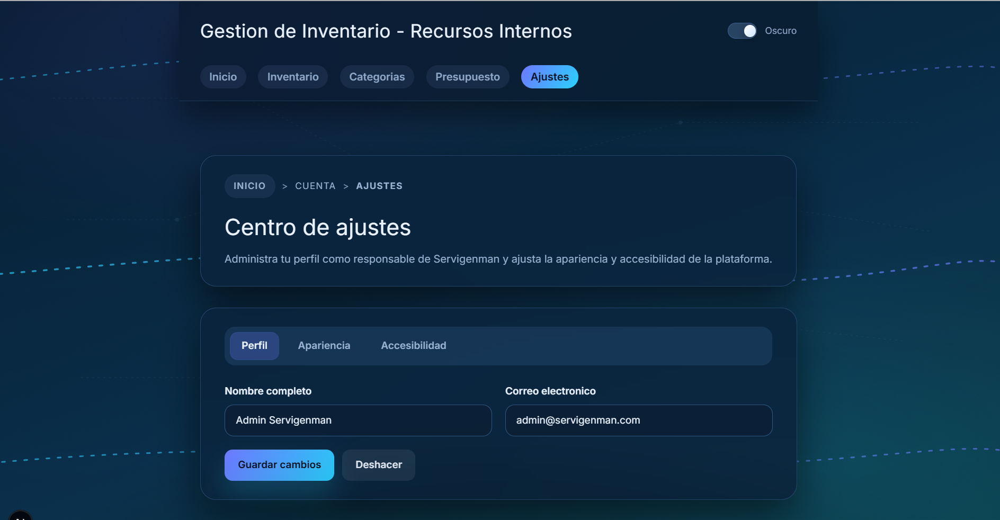 Gestion de Inventario - Recursos Internos
Oscuro
Inicio Inventario Categorias Presupuesto Ajustes
INICIO > CUENTA > AJUSTES
Centro de ajustes
Administra tu perfil como responsable de Servigenman y ajusta la apariencia y accesibilidad de la plataforma.
Perfil Apariencia Accesibilidad
Nombre completo
Admin Servigenman
Correo electronico
admin@servigenman.com
Guardar cambios Deshacer